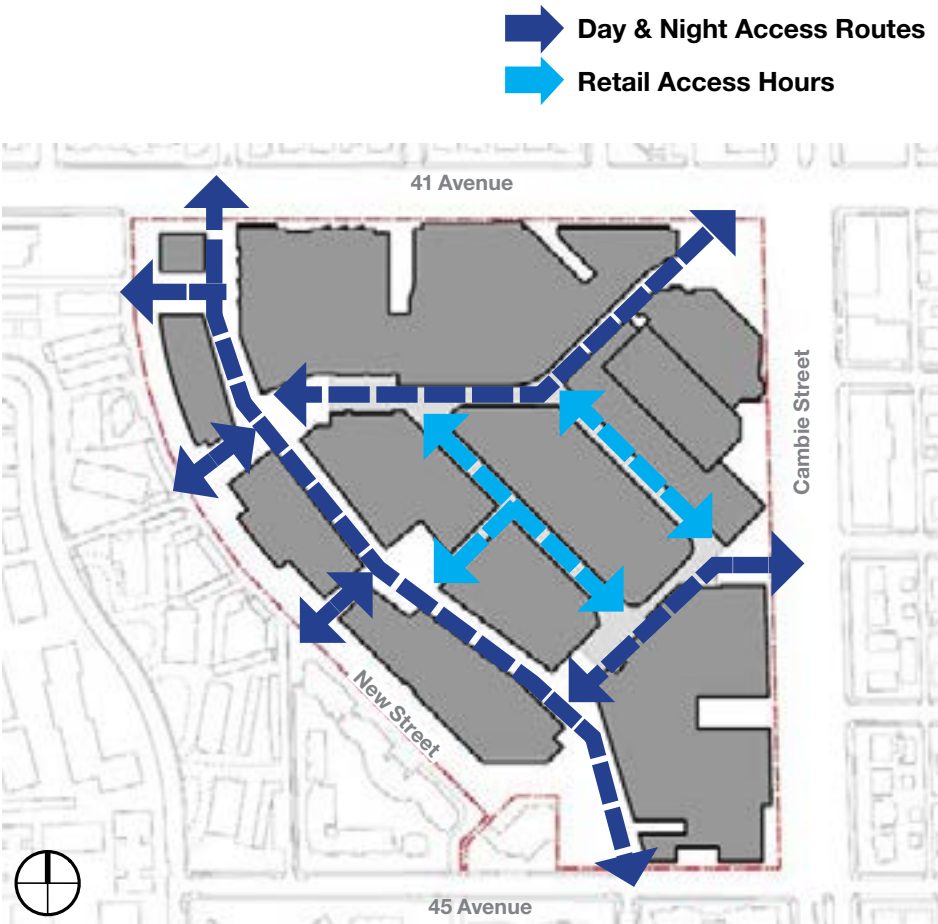 Day & Night Access Routes
Retail Access Hours
41 Avenue
Cambie Street
New Street
45 Avenue